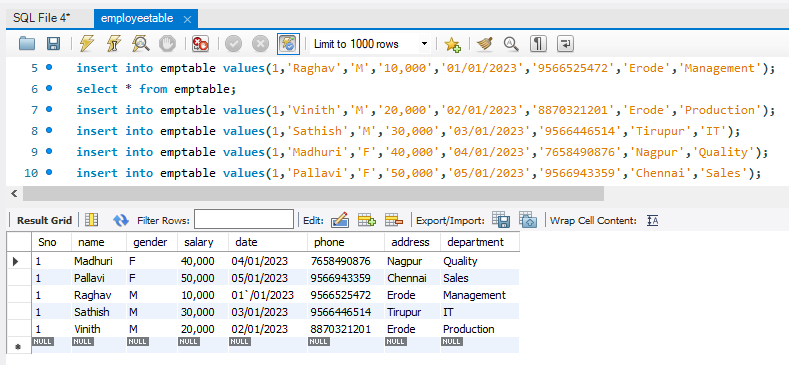 SQL File 4* employeetable ×
Limit to 1000 rows
5 insert into emptable values(1,'Raghav','M','10,000','01/01/2023','9566525472','Erode','Management');
6 select * from emptable;
7 insert into emptable values(1,'Vinith','M','20,000','02/01/2023','8870321201','Erode','Production');
8 insert into emptable values(1,'Sathish','M','30,000','03/01/2023','9566446514','Tirupur','IT');
9 insert into emptable values(1,'Madhuri','F','40,000','04/01/2023','7658490876','Nagpur','Quality');
10 insert into emptable values(1,'Pallavi','F','50,000','05/01/2023','9566943359','Chennai','Sales');
Result Grid Filter Rows: Edit: Export/Import: Wrap Cell Content: IA
Sno name gender salary date phone address department
1 Madhuri F 40,000 04/01/2023 7658490876 Nagpur Quality
1 Pallavi F 50,000 05/01/2023 9566943359 Chennai Sales
1 Raghav M 10,000 01`/01/2023 9566525472 Erode Management
1 Sathish M 30,000 03/01/2023 9566446514 Tirupur IT
1 Vinith M 20,000 02/01/2023 8870321201 Erode Production
NULL NULL NULL NULL NULL NULL NULL NULL